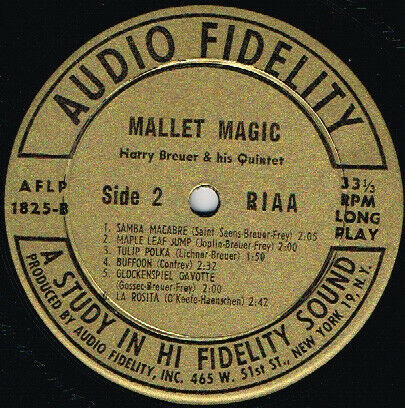 AUDIO FIDELITY
MALLET MAGIC
Harry Breuer & his Quintet
AFLP
1825-B
Side 2
RIAA
33⅓
RPM
LONG
PLAY
1. SAMBA MACABRE (Saint Saens-Breuer-Frey) 2:05
2. MAPLE LEAF JUMP (Joplin-Breuer-Frey) 2:00
3. TULIP POLKA (Lichner-Breuer) 1:50
4. BUFFOON (Confrey) 2:32
5. GLOCKENSPIEL GAVOTTE
(Gossec-Breuer-Frey) 2:00
6. LA ROSITA (O'Keefe-Haenschen) 2:42
A STUDY IN HI FIDELITY SOUND
PRODUCED BY AUDIO FIDELITY, INC. 465 W. 51st ST., NEW YORK 19, N.Y.